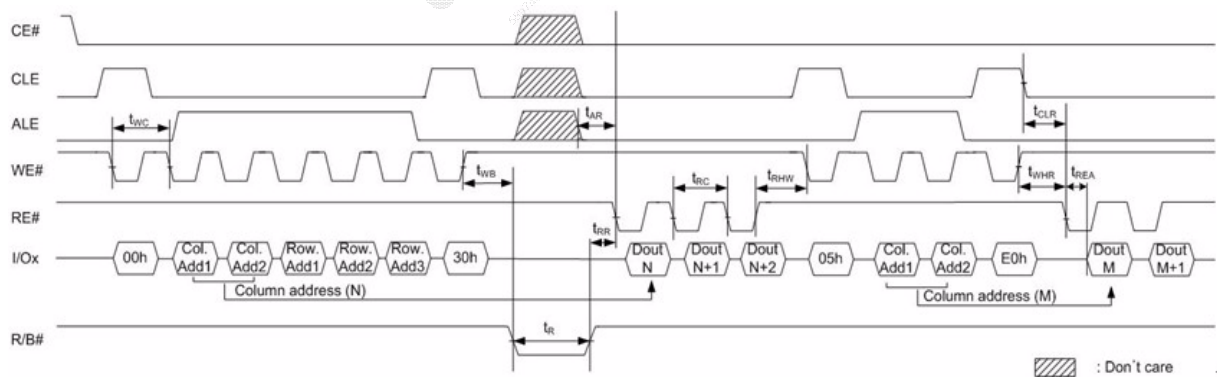 CE#
CLE
ALE
tAR
tCLR
tWC
WE#
tWB
tRC
tRHW
tWHR
tREA
RE#
tRR
I/Ox
00h
Col. Add1
Col. Add2
Row. Add1
Row. Add2
Row. Add3
30h
Dout N
Dout N+1
Dout N+2
05h
Col. Add1
Col. Add2
E0h
Dout M
Dout M+1
Column address (N)
Column address (M)
R/B#
tR
: Don´t care